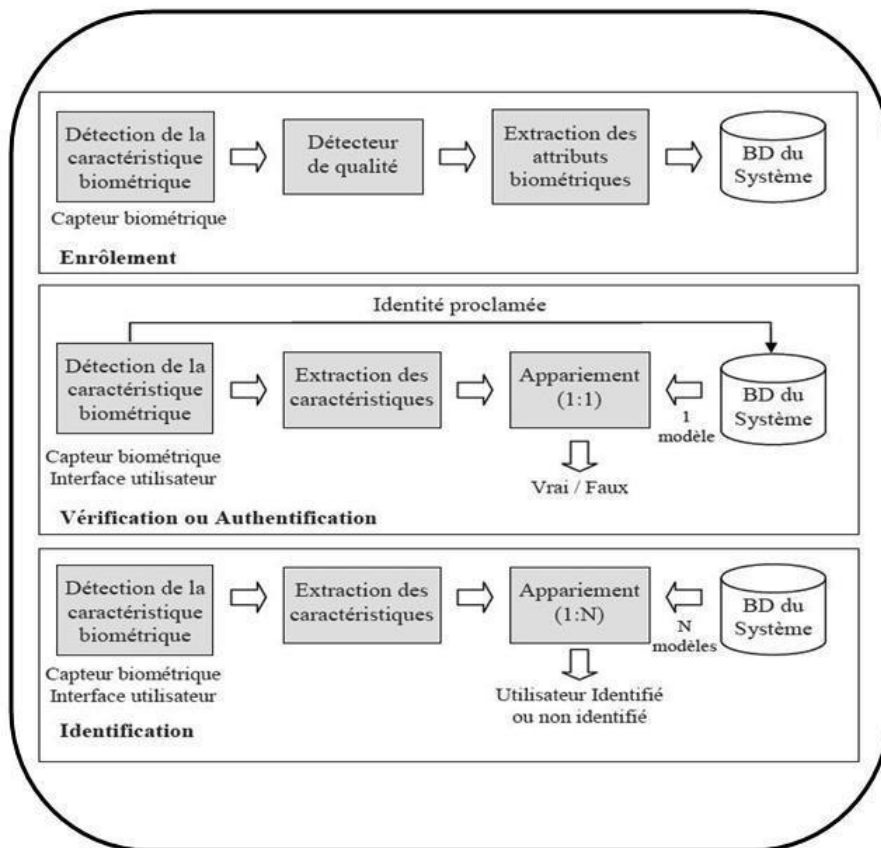 Détection de la
caractéristique
biométrique
Capteur biométrique
Détecteur
de qualité
Extraction des
attributs
biométriques
BD du
Système
Enrôlement
Identité proclamée
Détection de la
caractéristique
biométrique
Capteur biométrique
Interface utilisateur
Extraction des
caractéristiques
Appariement
(1:1)
Vrai / Faux
1
modèle
BD du
Système
Vérification ou Authentification
Détection de la
caractéristique
biométrique
Capteur biométrique
Interface utilisateur
Extraction des
caractéristiques
Appariement
(1:N)
Utilisateur Identifié
ou non identifié
N
modèles
BD du
Système
Identification